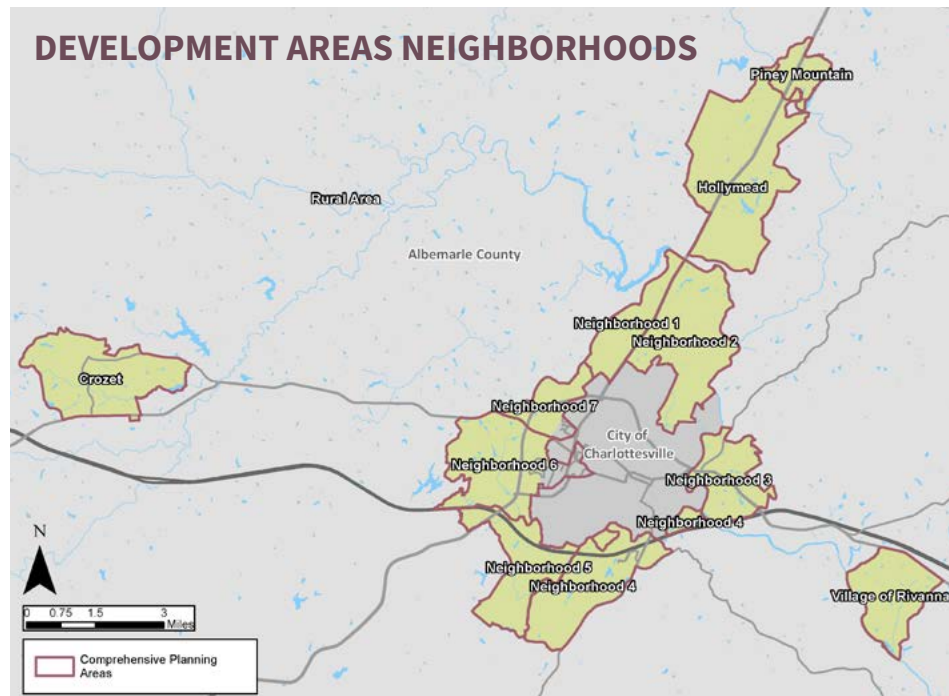 DEVELOPMENT AREAS NEIGHBORHOODS
Piney Mountain
Hollymead
Rural Area
Albemarle County
Neighborhood 1
Neighborhood 2
Crozet
Neighborhood 7
City of
Charlottesville
Neighborhood 6
Neighborhood 3
Neighborhood 4
Neighborhood 5
Neighborhood 4
Village of Rivanna
N
0 0.75 1.5 3
Miles
Comprehensive Planning
Areas